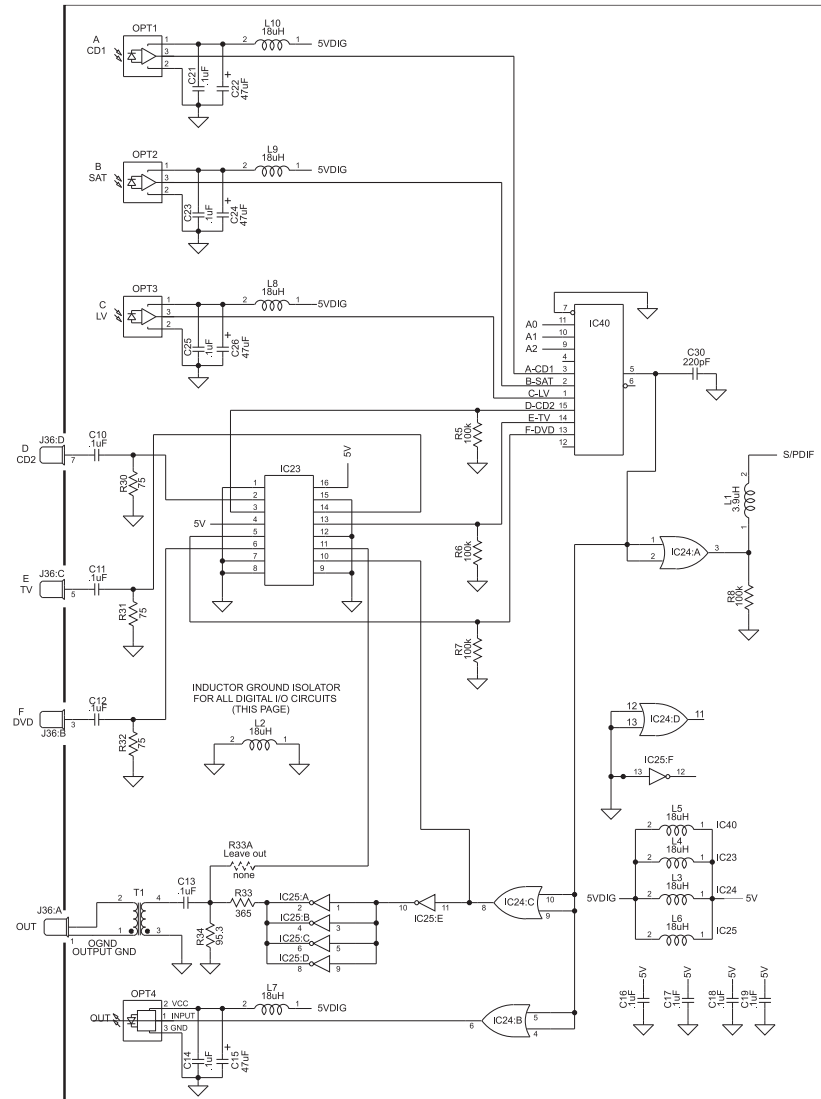 L10
18uH
OPT1
A
CD1
1
3
2
2
1
5VDIG
C21
.1uF
+
C22
47uF
L9
18uH
OPT2
B
SAT
1
3
2
2
1
5VDIG
C23
.1uF
+
C24
47uF
L8
18uH
OPT3
C
LV
1
3
2
2
1
5VDIG
C25
.1uF
+
C26
47uF
7
IC40
A0
11
A1
10
A2
9
4
A-CD1
3
B-SAT
2
C-LV
1
D-CD2
15
E-TV
14
F-DVD
13
12
5
6
C30
220pF
D
CD2
J36:D
7
C10
.1uF
R30
75
R5
100k
5V
IC23
1
2
3
4
5
6
7
8
16
15
14
13
12
11
10
9
5V
R6
100k
S/PDIF
2
L1
3.9uH
1
1
2
IC24:A
3
R8
100k
E
TV
J36:C
5
C11
.1uF
R31
75
R7
100k
INDUCTOR GROUND ISOLATOR
FOR ALL DIGITAL I/O CIRCUITS
(THIS PAGE)
L2
18uH
2
1
F
DVD
J36:B
3
C12
.1uF
R32
75
12
13
IC24:D
11
IC25:F
13
12
L5
18uH
2
1
IC40
L4
18uH
2
1
IC23
L3
18uH
2
1
IC24
5VDIG
5V
L6
18uH
2
1
IC25
R33A
Leave out
none
J36:A
OUT
1
2
T1
4
1
3
OGND
OUTPUT GND
C13
.1uF
R33
365
R34
95.3
IC25:A
2
1
IC25:B
4
3
IC25:C
6
5
IC25:D
8
9
10
11
IC25:E
8
IC24:C
10
9
OPT4
OUT
2 VCC
1 INPUT
3 GND
L7
18uH
2
1
5VDIG
C14
.1uF
+
C15
47uF
6
IC24:B
5
4
5V
C16
.1uF
5V
C17
.1uF
5V
C18
.1uF
5V
C19
.1uF